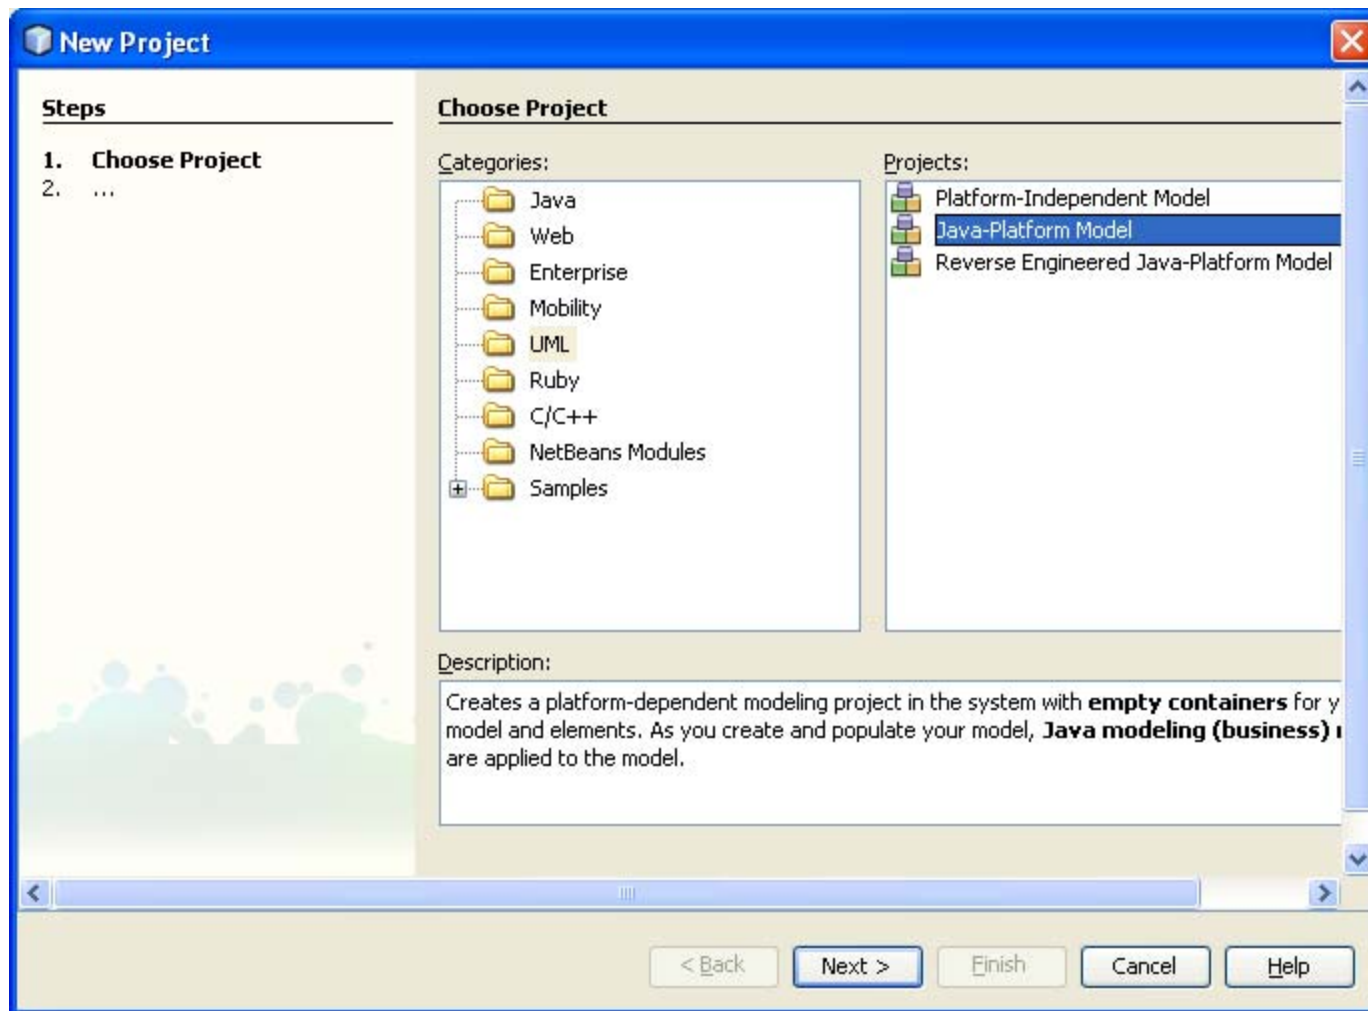 New Project
Steps
1. Choose Project
2. ...
Choose Project
Categories:
Java
Web
Enterprise
Mobility
UML
Ruby
C/C++
NetBeans Modules
Samples
Projects:
Platform-Independent Model
Java-Platform Model
Reverse Engineered Java-Platform Model
Description:
Creates a platform-dependent modeling project in the system with empty containers for y
model and elements. As you create and populate your model, Java modeling (business)
are applied to the model.
< Back
Next >
Finish
Cancel
Help